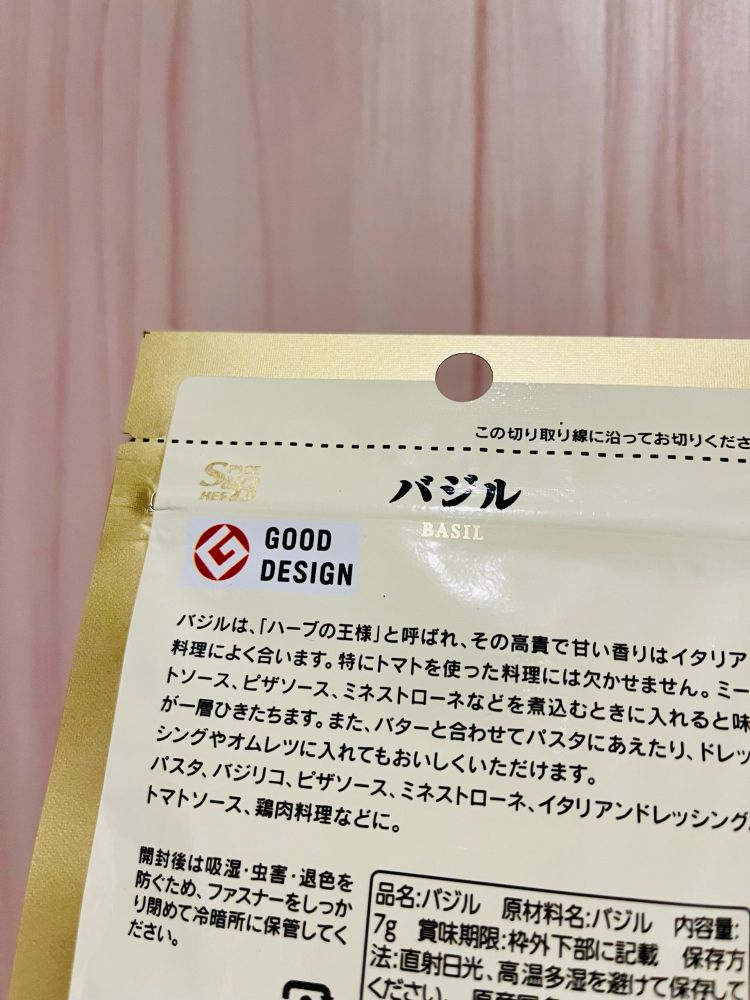 この切り取り線に沿ってお切りくださ
SPICE
S&B
HERB
バジル
BASIL
GOOD
DESIGN
バジルは、「ハーブの王様」と呼ばれ、その高貴で甘い香りはイタリア
料理によく合います。特にトマトを使った料理には欠かせません。ミー
トソース、ピザソース、ミネストローネなどを煮込むときに入れると味
が一層ひきたちます。また、バターと合わせてパスタにあえたり、ドレッ
シングやオムレツに入れてもおいしくいただけます。
パスタ、バジリコ、ピザソース、ミネストローネ、イタリアンドレッシング、
トマトソース、鶏肉料理などに。
開封後は吸湿・虫害・退色を
防ぐため、ファスナーをしっか
り閉めて冷暗所に保管してく
ださい。
品名:バジル 原材料名:バジル 内容量:
7g 賞味期限:枠外下部に記載 保存方
法:直射日光、高温多湿を避けて保存して
ください。